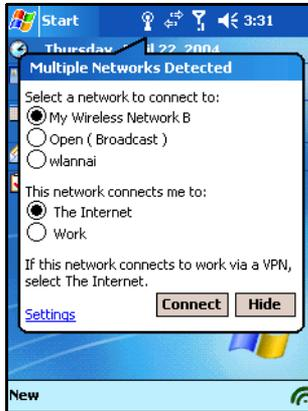 Start 3:31
Thursday, il 22, 2004
Multiple Networks Detected
Select a network to connect to:
My Wireless Network B
Open ( Broadcast )
wlannai
This network connects me to:
The Internet
Work
If this network connects to work via a VPN,
select The Internet.
Settings
Connect Hide
New